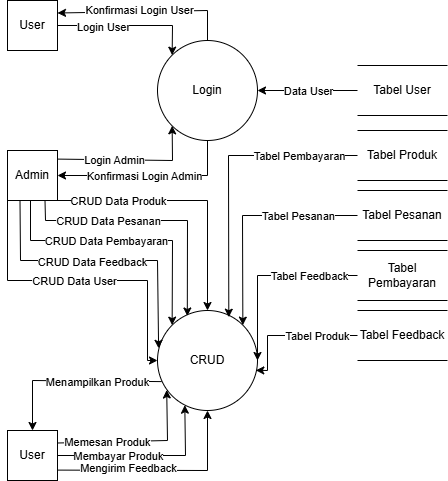 Konfirmasi Login User
User
Login User
Login
Data User
Tabel User
Login Admin
Admin
Konfirmasi Login Admin
Tabel Pembayaran
Tabel Produk
CRUD Data Produk
CRUD Data Pesanan
Tabel Pesanan
Tabel Pesanan
CRUD Data Pembayaran
CRUD Data Feedback
CRUD Data User
Tabel Feedback
Tabel
Pembayaran
Tabel Produk
Tabel Feedback
CRUD
Menampilkan Produk
User
Memesan Produk
Membayar Produk
Mengirim Feedback